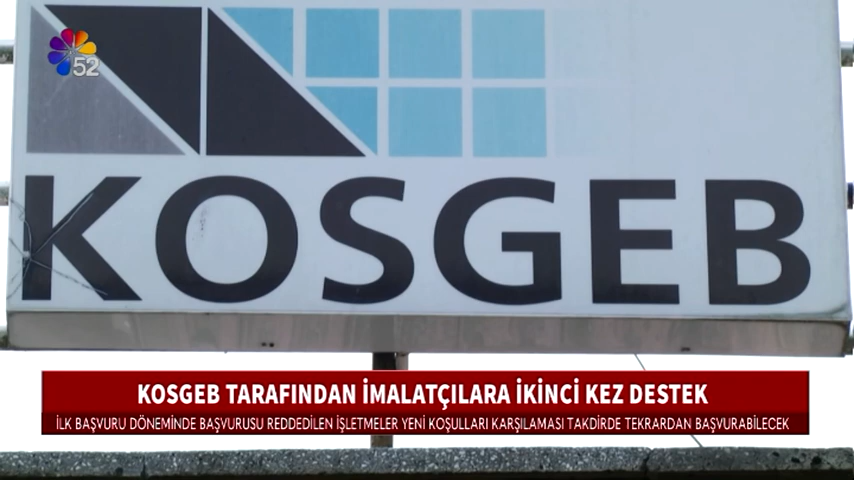 52
KOSGEB
KOSGEB TARAFINDAN İMALATÇILARA İKİNCİ KEZ DESTEK
İLK BAŞVURU DÖNEMİNDE BAŞVURUSU REDDEDİLEN İŞLETMELER YENİ KOŞULLARI KARŞILAMASI TAKDİRDE TEKRARDAN BAŞVURABİLECEK